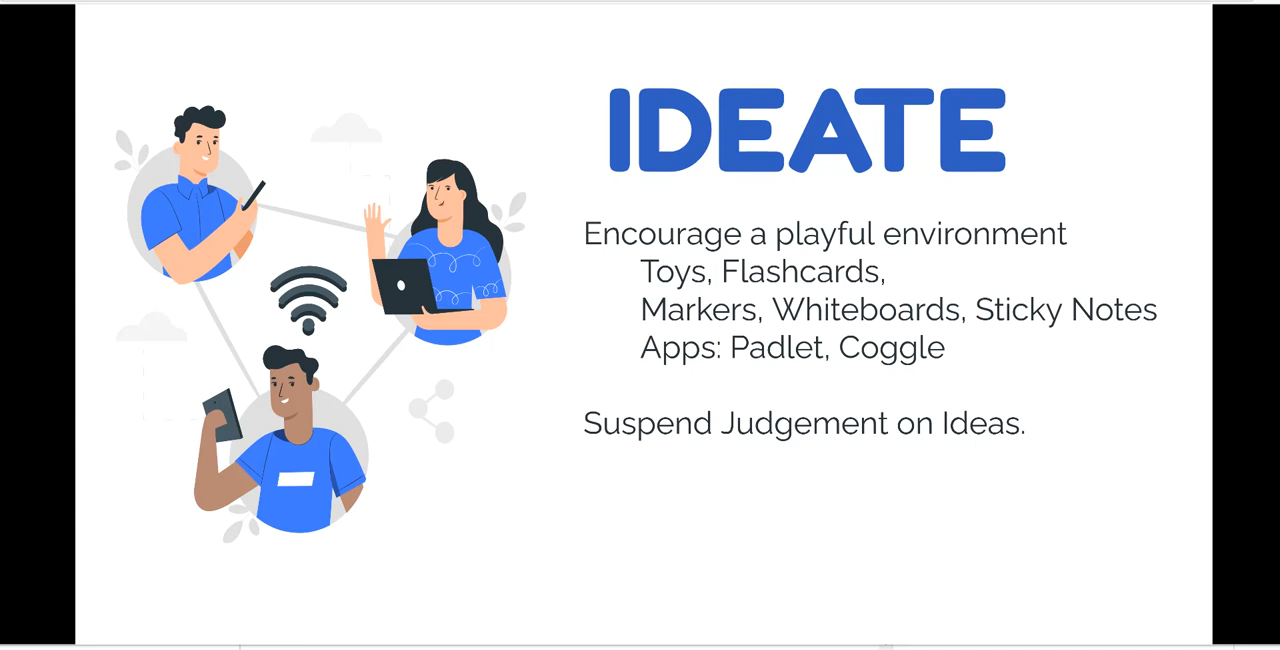 IDEATE
Encourage a playful environment
Toys, Flashcards,
Markers, Whiteboards, Sticky Notes
Apps: Padlet, Coggle
Suspend Judgement on Ideas.